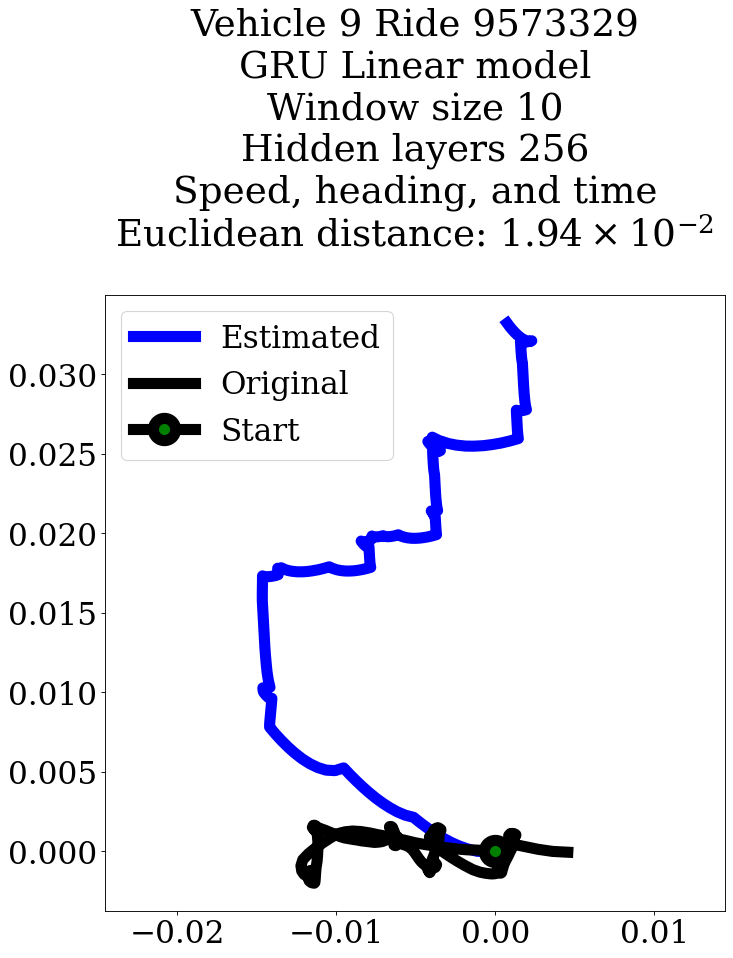 Vehicle 9 Ride 9573329
GRU Linear model
Window size 10
Hidden layers 256
Speed, heading, and time
Euclidean distance: 1.94 × 10⁻²
Estimated
Original
Start
0.030
0.025
0.020
0.015
0.010
0.005
0.000
−0.02
−0.01
0.00
0.01